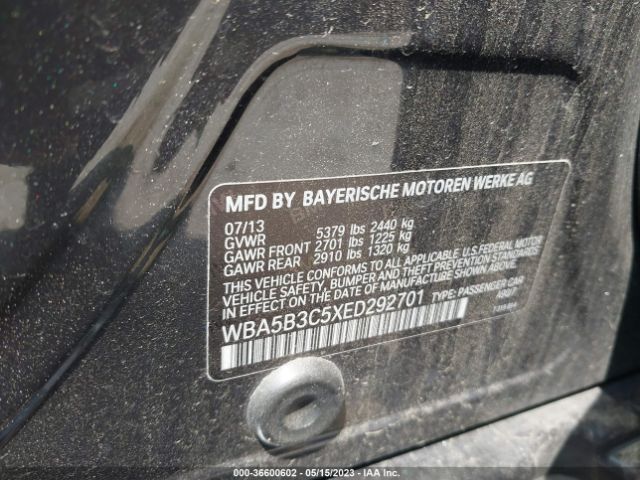 MFD BY BAYERISCHE MOTOREN WERKE AG
07/13
GVWR 5379 lbs 2440 kg
GAWR FRONT 2701 lbs 1225 kg
GAWR REAR 2910 lbs 1320 kg
THIS VEHICLE CONFORMS TO ALL APPLICABLE U.S. FEDERAL MOTOR
VEHICLE SAFETY, BUMPER, AND THEFT PREVENTION STANDARDS IN
EFFECT ON THE DATE OF MANUFACTURE SHOWN ABOVE.
WBA5B3C5XED292701 TYPE: PASSENGER CAR
000-36600602 - 05/15/2023 - IAA Inc.